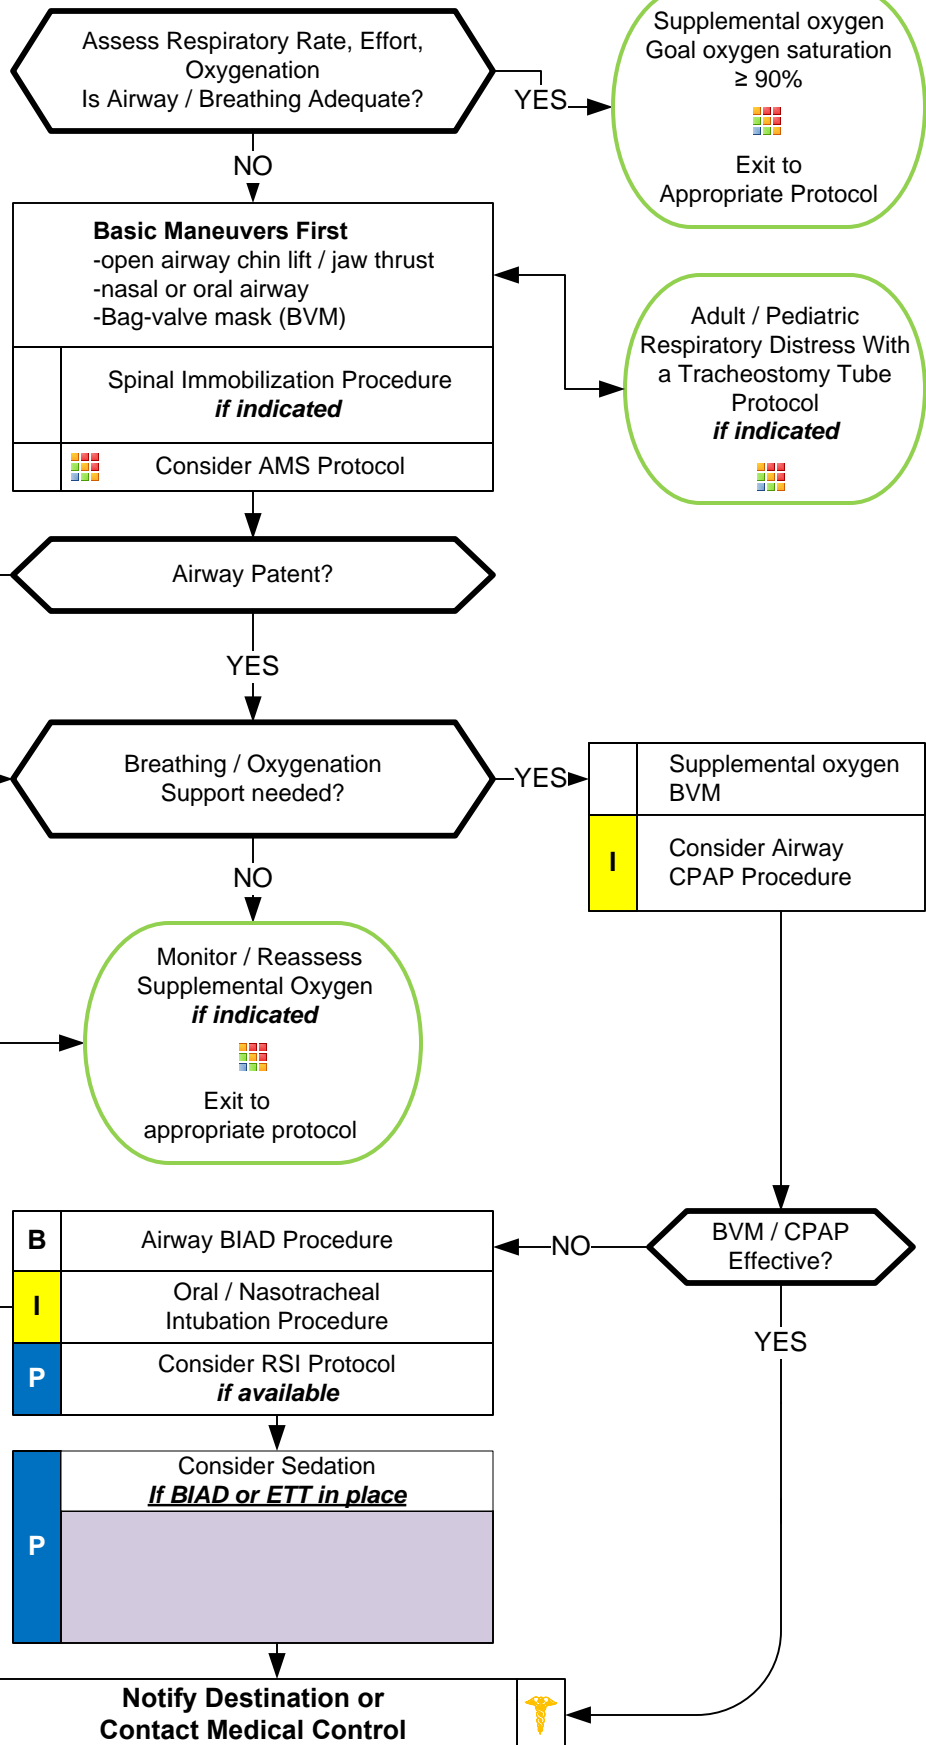 Assess Respiratory Rate, Effort,
Oxygenation
Is Airway / Breathing Adequate?
YES
Supplemental oxygen
Goal oxygen saturation
≥ 90%
Exit to
Appropriate Protocol
NO
Basic Maneuvers First
-open airway chin lift / jaw thrust
-nasal or oral airway
-Bag-valve mask (BVM)
Spinal Immobilization Procedure
if indicated
Consider AMS Protocol
Adult / Pediatric
Respiratory Distress With
a Tracheostomy Tube
Protocol
if indicated
Airway Patent?
YES
Breathing / Oxygenation
Support needed?
YES
Supplemental oxygen
BVM
I
Consider Airway
CPAP Procedure
NO
Monitor / Reassess
Supplemental Oxygen
if indicated
Exit to
appropriate protocol
BVM / CPAP
Effective?
NO
YES
B
Airway BIAD Procedure
I
Oral / Nasotracheal
Intubation Procedure
P
Consider RSI Protocol
if available
P
Consider Sedation
If BIAD or ETT in place
Notify Destination or
Contact Medical Control